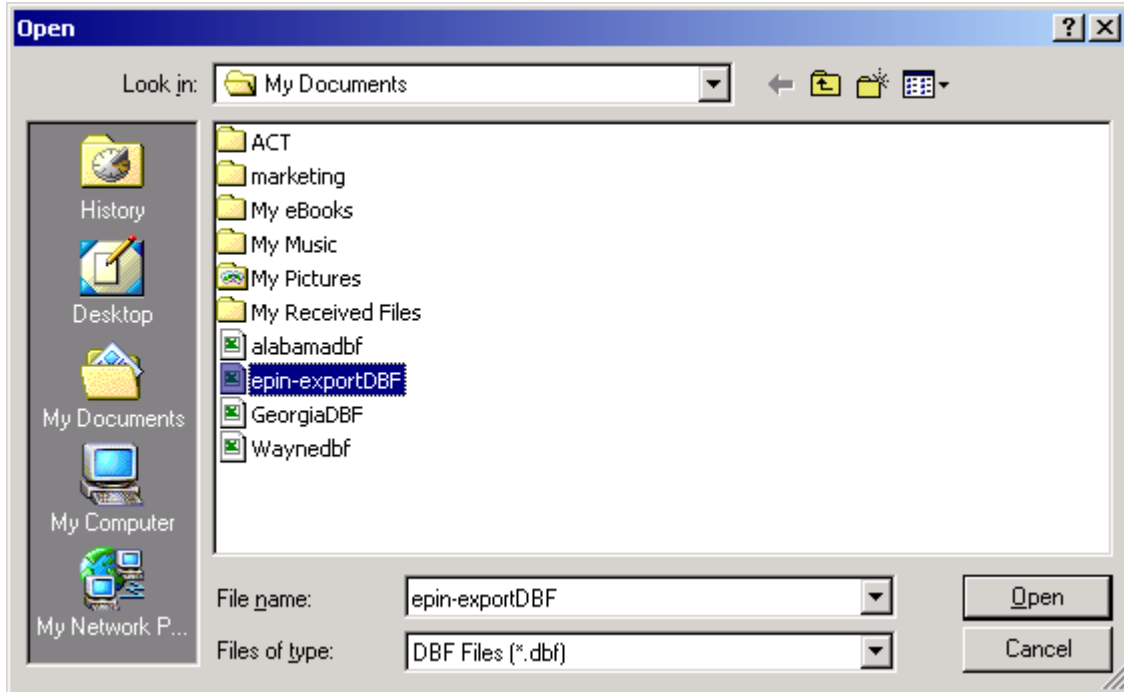 Open
Look in: My Documents
History
Desktop
My Documents
My Computer
My Network P...
ACT
marketing
My eBooks
My Music
My Pictures
My Received Files
alabamadbf
epin-exportDBF
GeorgiaDBF
Waynedbf
File name: epin-exportDBF Open
Files of type: DBF Files (*.dbf) Cancel